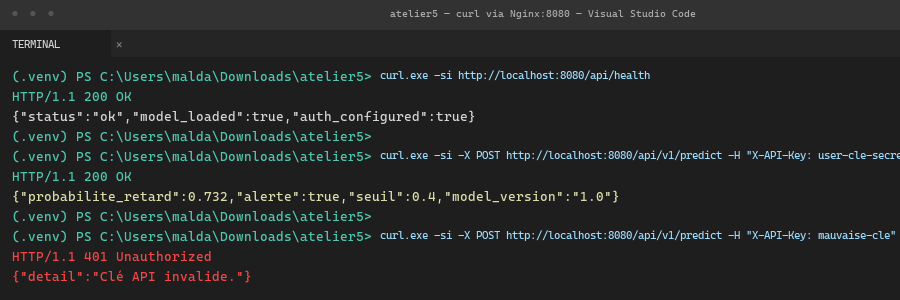 atelier5 — curl via Nginx:8080 — Visual Studio Code
TERMINAL ×
(.venv) PS C:\Users\malda\Downloads\atelier5> curl.exe -si http://localhost:8080/api/health
HTTP/1.1 200 OK
{"status":"ok","model_loaded":true,"auth_configured":true}
(.venv) PS C:\Users\malda\Downloads\atelier5>
(.venv) PS C:\Users\malda\Downloads\atelier5> curl.exe -si -X POST http://localhost:8080/api/v1/predict -H "X-API-Key: user-cle-secre
HTTP/1.1 200 OK
{"probabilite_retard":0.732,"alerte":true,"seuil":0.4,"model_version":"1.0"}
(.venv) PS C:\Users\malda\Downloads\atelier5>
(.venv) PS C:\Users\malda\Downloads\atelier5> curl.exe -si -X POST http://localhost:8080/api/v1/predict -H "X-API-Key: mauvaise-cle"
HTTP/1.1 401 Unauthorized
{"detail":"Clé API invalide."}